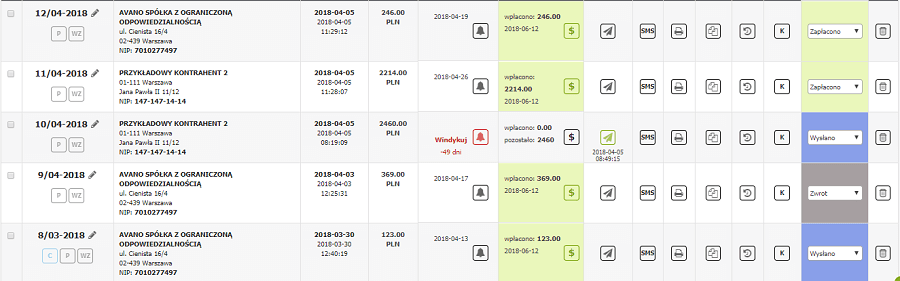 12/04-2018
P WZ
AVANO SPÓŁKA Z OGRANICZONĄ
ODPOWIEDZIALNOŚCIĄ
ul. Cienista 16/4
02-439 Warszawa
NIP: 7010277497
2018-04-05
2018-04-05
11:29:12
246.00
PLN
2018-04-19
wpłacono: 246.00
2018-06-12
$
SMS
K
Zapłacono
11/04-2018
P WZ
PRZYKŁADOWY KONTRAHENT 2
01-111 Warszawa
Jana Pawła II 11/12
NIP: 147-147-14-14
2018-04-05
2018-04-05
11:28:07
2214.00
PLN
2018-04-26
wpłacono:
2214.00
2018-06-12
$
SMS
K
Zapłacono
10/04-2018
P WZ
PRZYKŁADOWY KONTRAHENT 2
01-111 Warszawa
Jana Pawła II 11/12
NIP: 147-147-14-14
2018-04-05
2018-04-05
08:19:09
2460.00
PLN
Windykuj
-49 dni
wpłacono: 0.00
pozostało: 2460
$
2018-04-05
08:49:15
SMS
K
Wysłano
9/04-2018
P WZ
AVANO SPÓŁKA Z OGRANICZONĄ
ODPOWIEDZIALNOŚCIĄ
ul. Cienista 16/4
02-439 Warszawa
NIP: 7010277497
2018-04-03
2018-04-03
12:25:31
369.00
PLN
2018-04-17
wpłacono: 369.00
2018-06-12
$
SMS
K
Zwrot
8/03-2018
C P WZ
AVANO SPÓŁKA Z OGRANICZONĄ
ODPOWIEDZIALNOŚCIĄ
ul. Cienista 16/4
02-439 Warszawa
NIP: 7010277497
2018-03-30
2018-03-30
12:40:19
123.00
PLN
2018-04-13
wpłacono: 123.00
2018-06-12
$
SMS
K
Wysłano